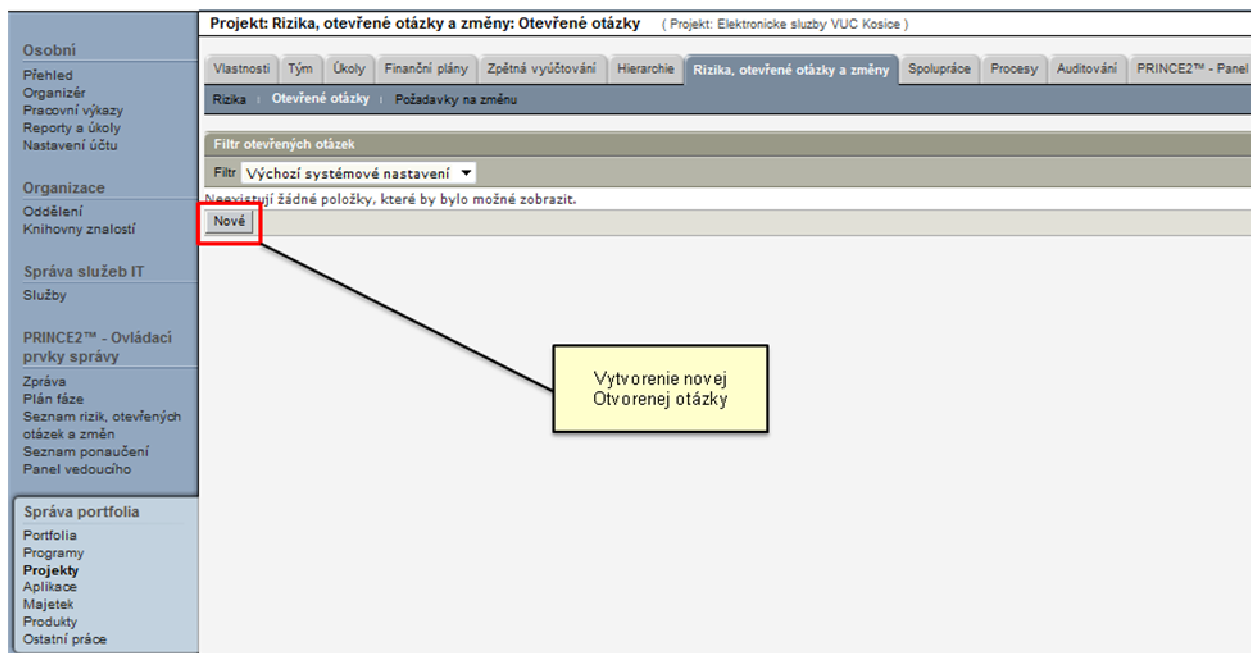 Projekt: Rizika, otevřené otázky a změny: Otevřené otázky ( Projekt: Elektronicke sluzby VUC Kosice )
Osobní
Přehled
Organizér
Pracovní výkazy
Reporty a úkoly
Nastavení účtu
Organizace
Oddělení
Knihovny znalostí
Správa služeb IT
Služby
PRINCE2™ - Ovládací
prvky správy
Zpráva
Plán fáze
Seznam rizik, otevřených
otázek a změn
Seznam ponaučení
Panel vedoucího
Správa portfolia
Portfolia
Programy
Projekty
Aplikace
Majetek
Produkty
Ostatní práce
Vlastnosti Tým Úkoly Finanční plány Zpětná vyúčtování Hierarchie Rizika, otevřené otázky a změny Spolupráce Procesy Auditování PRINCE2™ - Panel
Rizika Otevřené otázky Požadavky na změnu
Filtr otevřených otázek
Filtr Výchozí systémové nastavení
Neexistují žádné položky, které by bylo možné zobrazit.
Nové
Vytvorenie novej
Otvorenej otázky